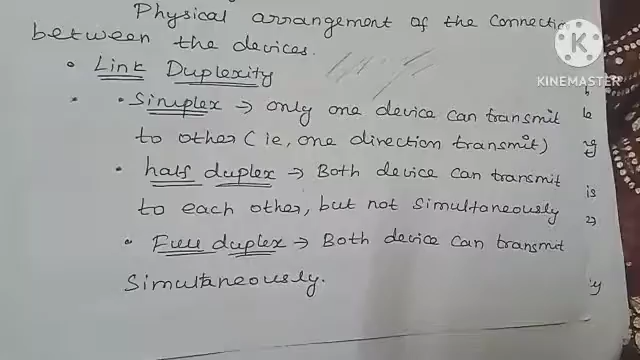 Physical arrangement of the connection
between the devices.
• Link Duplexity
• Simplex → only one device can transmit
to other (ie, one direction transmit)
• half duplex → Both device can transmit
to each other, but not simultaneously
• Full duplex → Both device can transmit
simultaneously.
KINEMASTER